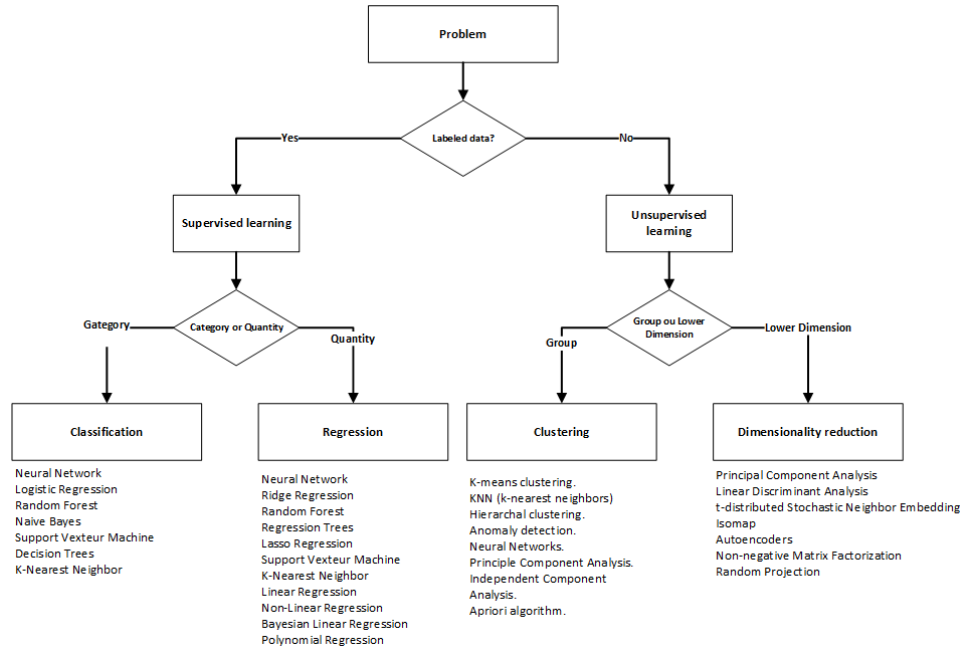 Problem
Labeled data?
Yes
No
Supervised learning
Unsupervised
learning
Category or Quantity
Gategory
Quantity
Group ou Lower
Dimension
Group
Lower Dimension
Classification
Neural Network
Logistic Regression
Random Forest
Naive Bayes
Support Vexteur Machine
Decision Trees
K-Nearest Neighbor
Regression
Neural Network
Ridge Regression
Random Forest
Regression Trees
Lasso Regression
Support Vexteur Machine
K-Nearest Neighbor
Linear Regression
Non-Linear Regression
Bayesian Linear Regression
Polynomial Regression
Clustering
K-means clustering.
KNN (k-nearest neighbors)
Hierarchal clustering.
Anomaly detection.
Neural Networks.
Principle Component Analysis.
Independent Component
Analysis.
Apriori algorithm.
Dimensionality reduction
Principal Component Analysis
Linear Discriminant Analysis
t-distributed Stochastic Neighbor Embedding
Isomap
Autoencoders
Non-negative Matrix Factorization
Random Projection